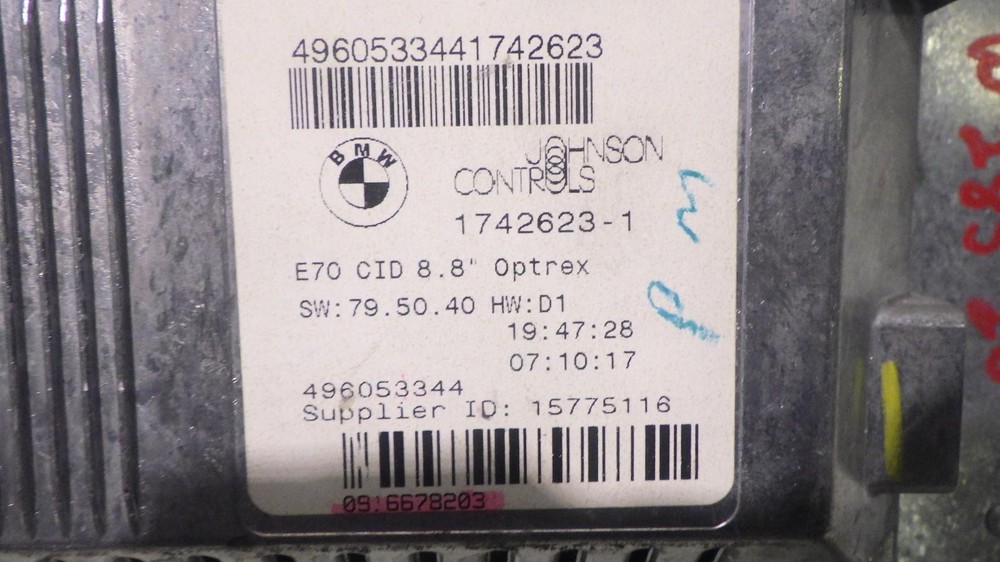 4960533441742623
BMW
JOHNSON
CONTROLS
1742623-1
E70 CID 8.8" Optrex
SW:79.50.40 HW:D1
19:47:28
07:10:17
496053344
Supplier ID: 15775116
09:6678203